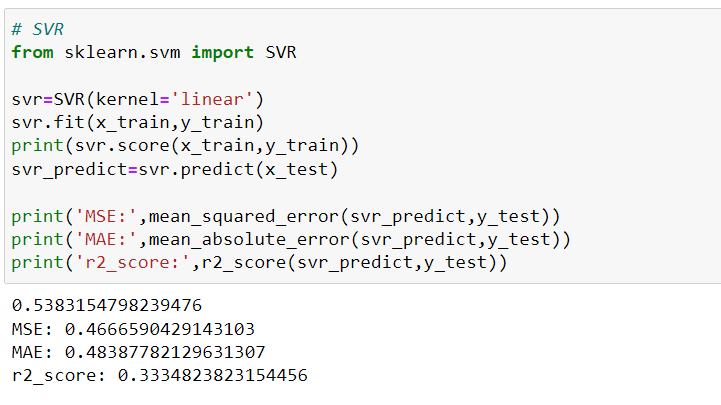 # SVR
from sklearn.svm import SVR
svr=SVR(kernel='linear')
svr.fit(x_train,y_train)
print(svr.score(x_train,y_train))
svr_predict=svr.predict(x_test)
print('MSE:',mean_squared_error(svr_predict,y_test))
print('MAE:',mean_absolute_error(svr_predict,y_test))
print('r2_score:',r2_score(svr_predict,y_test))
0.5383154798239476
MSE: 0.4666590429143103
MAE: 0.48387782129631307
r2_score: 0.3334823823154456